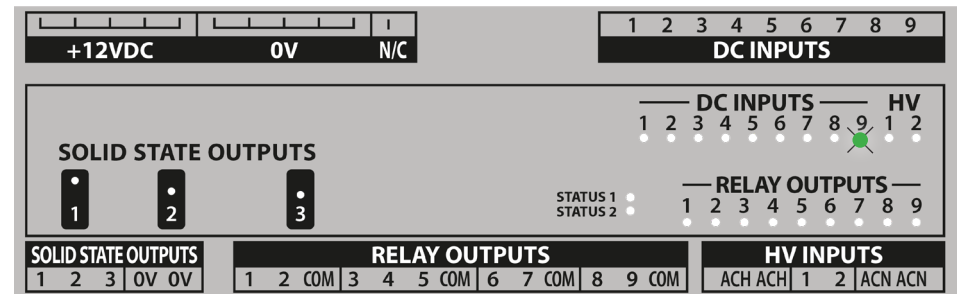 1 2 3 4 5 6 7 8 9
+12VDC 0V N/C DC INPUTS
DC INPUTS HV
1 2 3 4 5 6 7 8 9 1 2
SOLID STATE OUTPUTS
1 2 3
RELAY OUTPUTS
STATUS 1
STATUS 2
1 2 3 4 5 6 7 8 9
SOLID STATE OUTPUTS RELAY OUTPUTS HV INPUTS
1 2 3 0V 0V 1 2 COM 3 4 5 COM 6 7 COM 8 9 COM ACH ACH 1 2 ACN ACN